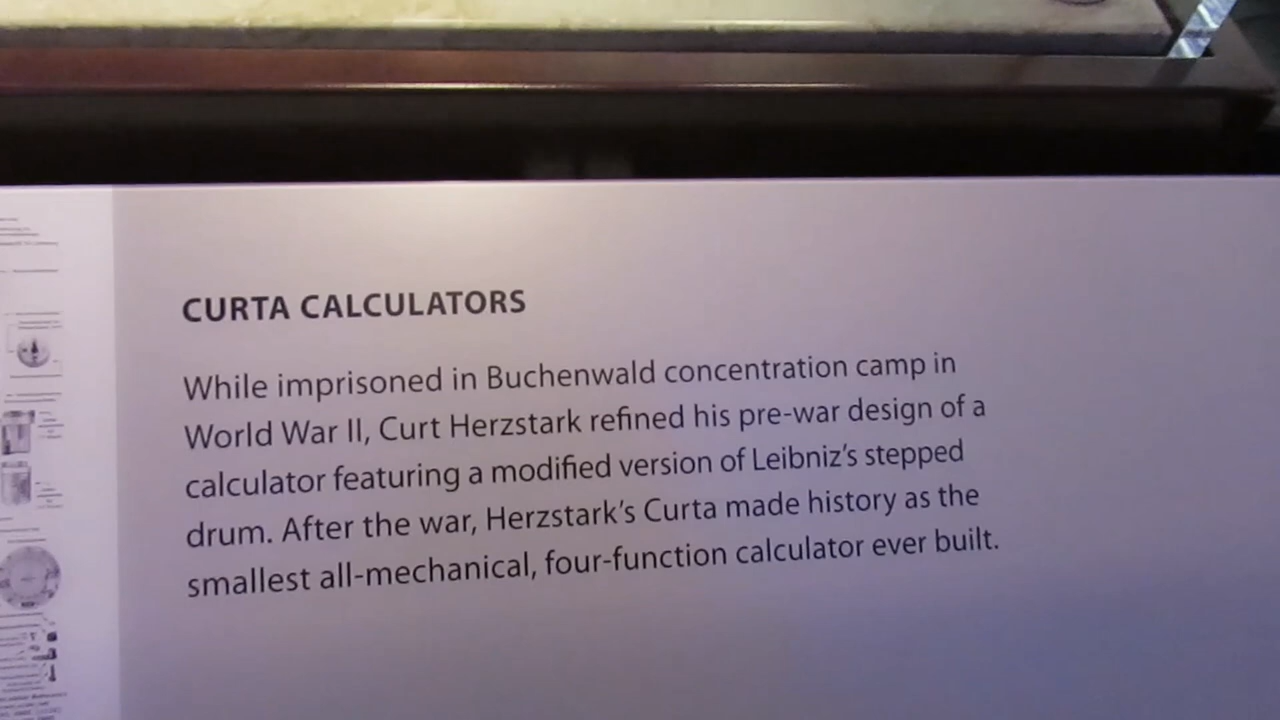 CURTA CALCULATORS
While imprisoned in Buchenwald concentration camp in
World War II, Curt Herzstark refined his pre-war design of a
calculator featuring a modified version of Leibniz's stepped
drum. After the war, Herzstark's Curta made history as the
smallest all-mechanical, four-function calculator ever built.